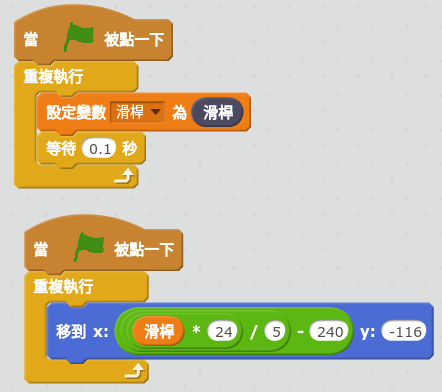 當 被點一下
重複執行
設定變數 滑桿 為 滑桿
等待 0.1 秒
當 被點一下
重複執行
移到 x: 滑桿 * 24 / 5 - 240 y: -116